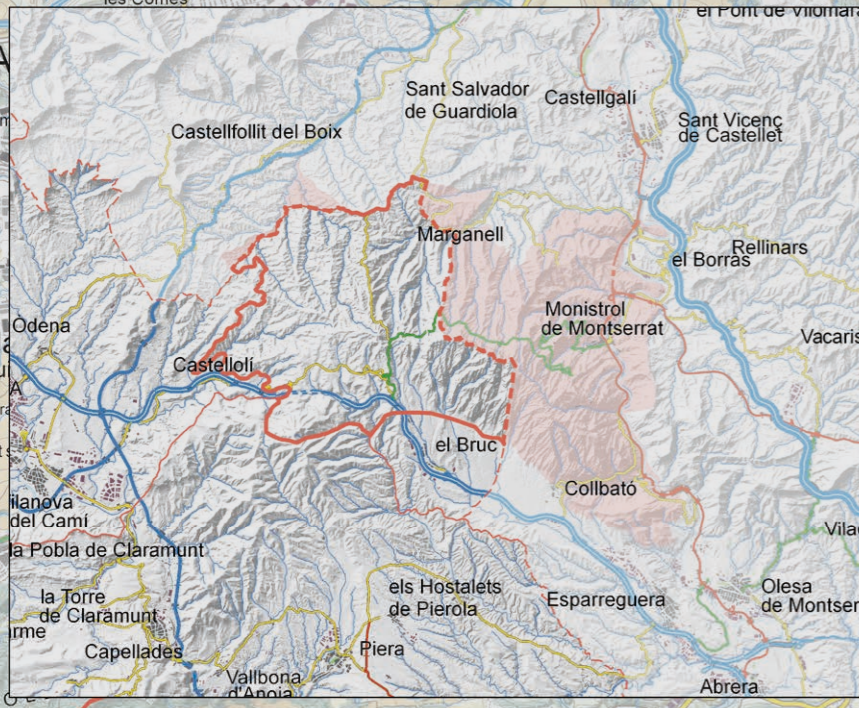 el Pont de Vilomara
Sant Salvador
de Guardiola
Castellgalí
Castellfollit del Boix
Sant Vicenç
de Castellet
Marganell
Rellinars
el Borràs
Monistrol
de Montserrat
Òdena
Vacaris
Castellolí
el Bruc
Collbató
ilanova
del Camí
la Pobla de Claramunt
Vila
els Hostalets
de Pierola
Esparreguera
Olesa
de Montser
la Torre
de Claramunt
Capellades
Piera
Vallbona
d'Anoia
Abrera